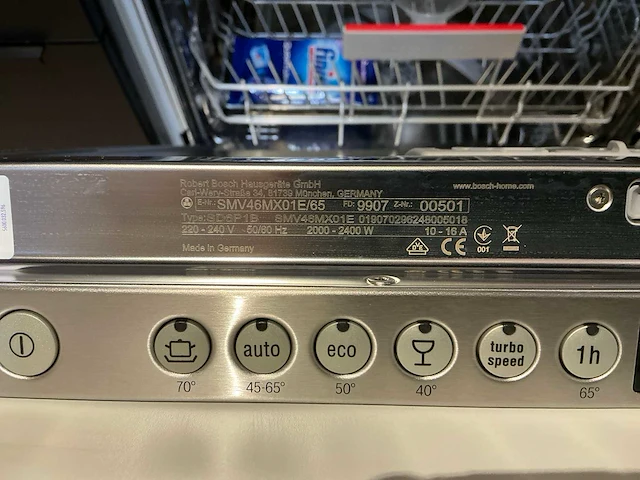 finish
Robert Bosch Hausgeräte GmbH
Carl-Wery-Straße 34, 81739 München, GERMANY
www.bosch-home.com
E-Nr.: SMV46MX01E/65 FD: 9907 Z-Nr.: 00501
Type: SD6P1B SMV46MX01E 019070296248005018
220 - 240 V 50/60 Hz 2000 - 2400 W 10 - 16 A
Made in Germany
CE
001
auto
eco
turbo
speed
1h
70°
45-65°
50°
40°
65°